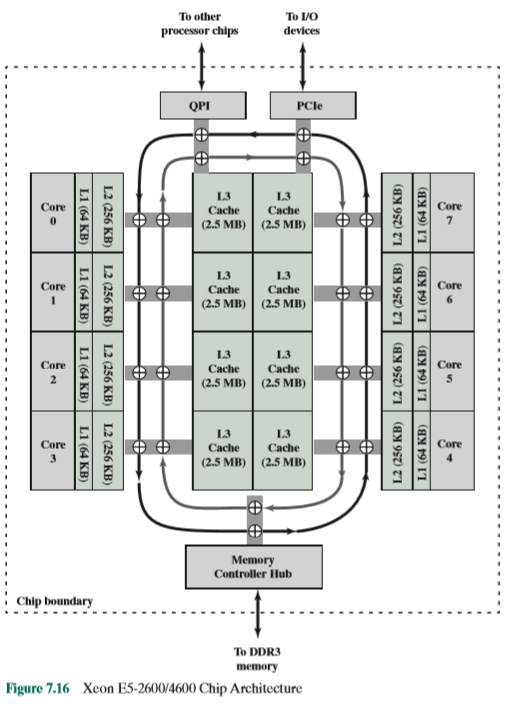 To other
processor chips
To I/O
devices
QPI
PCIe
Core
0
L1 (64 KB)
L2 (256 KB)
L3
Cache
(2.5 MB)
L3
Cache
(2.5 MB)
L2 (256 KB)
L1 (64 KB)
Core
7
Core
1
L1 (64 KB)
L2 (256 KB)
L3
Cache
(2.5 MB)
L3
Cache
(2.5 MB)
L2 (256 KB)
L1 (64 KB)
Core
6
Core
2
L1 (64 KB)
L2 (256 KB)
L3
Cache
(2.5 MB)
L3
Cache
(2.5 MB)
L2 (256 KB)
L1 (64 KB)
Core
5
Core
3
L1 (64 KB)
L2 (256 KB)
L3
Cache
(2.5 MB)
L3
Cache
(2.5 MB)
L2 (256 KB)
L1 (64 KB)
Core
4
Memory
Controller Hub
Chip boundary
To DDR3
memory
Figure 7.16 Xeon E5-2600/4600 Chip Architecture